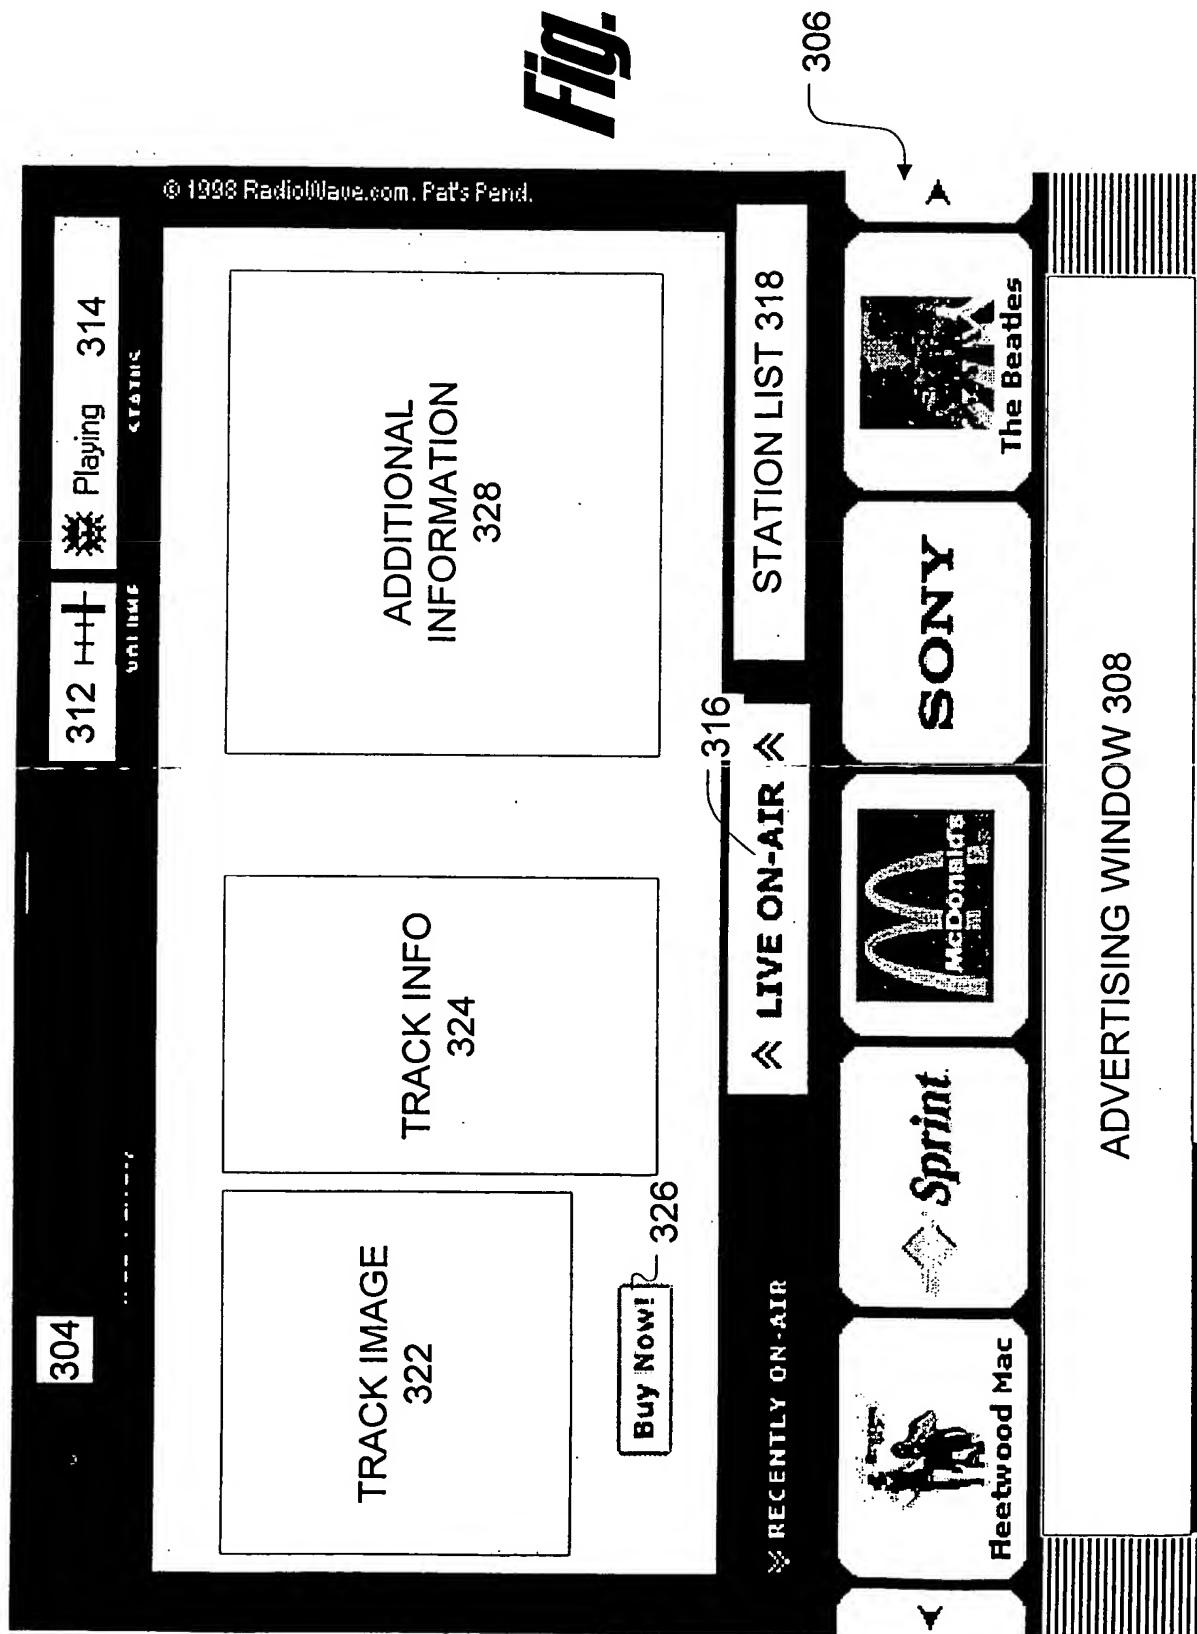 Fig.
304
312
Playing 314
VOLUME
STATUS
© 1998 RadioWave.com. Pat's Pend.
TRACK IMAGE
322
TRACK INFO
324
ADDITIONAL
INFORMATION
328
Buy Now!
326
316
RECENTLY ON-AIR
LIVE ON-AIR
STATION LIST 318
306
Fleetwood Mac
Sprint
McDonalds
SONY
The Beatles
ADVERTISING WINDOW 308